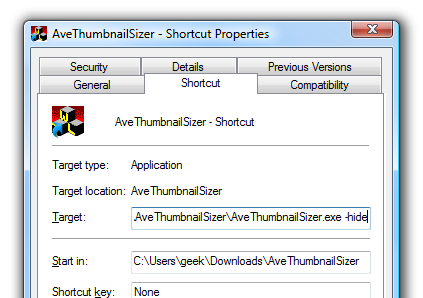 AveThumbnailSizer - Shortcut Properties
Security Details Previous Versions
General Shortcut Compatibility
AveThumbnailSizer - Shortcut
Target type: Application
Target location: AveThumbnailSizer
Target: AveThumbnailSizer\AveThumbnailSizer.exe -hide
Start in: C:\Users\geek\Downloads\AveThumbnailSizer
Shortcut key: None